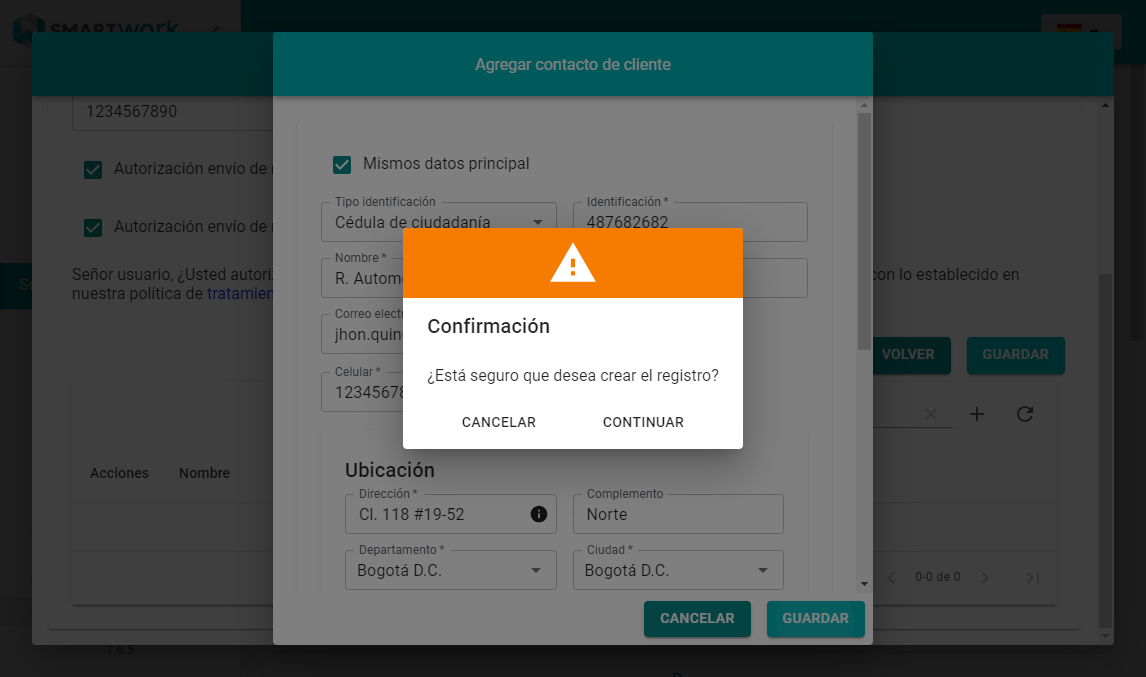 SMARTwork
Agregar contacto de cliente
1234567890
Autorización envío de
Autorización envío de
Señor usuario, ¿Usted autori
con lo establecido en
nuestra política de tratamien
VOLVER
GUARDAR
Acciones
Nombre
0-0 de 0
1.6.5
Mismos datos principal
Tipo identificación
Identificación *
Cédula de ciudadanía
487682682
Nombre *
R. Autom
Correo electr
jhon.quin
Celular *
12345678
Confirmación
¿Está seguro que desea crear el registro?
CANCELAR
CONTINUAR
Ubicación
Dirección *
Complemento
Cl. 118 #19-52
Norte
Departamento *
Ciudad *
Bogotá D.C.
Bogotá D.C.
CANCELAR
GUARDAR